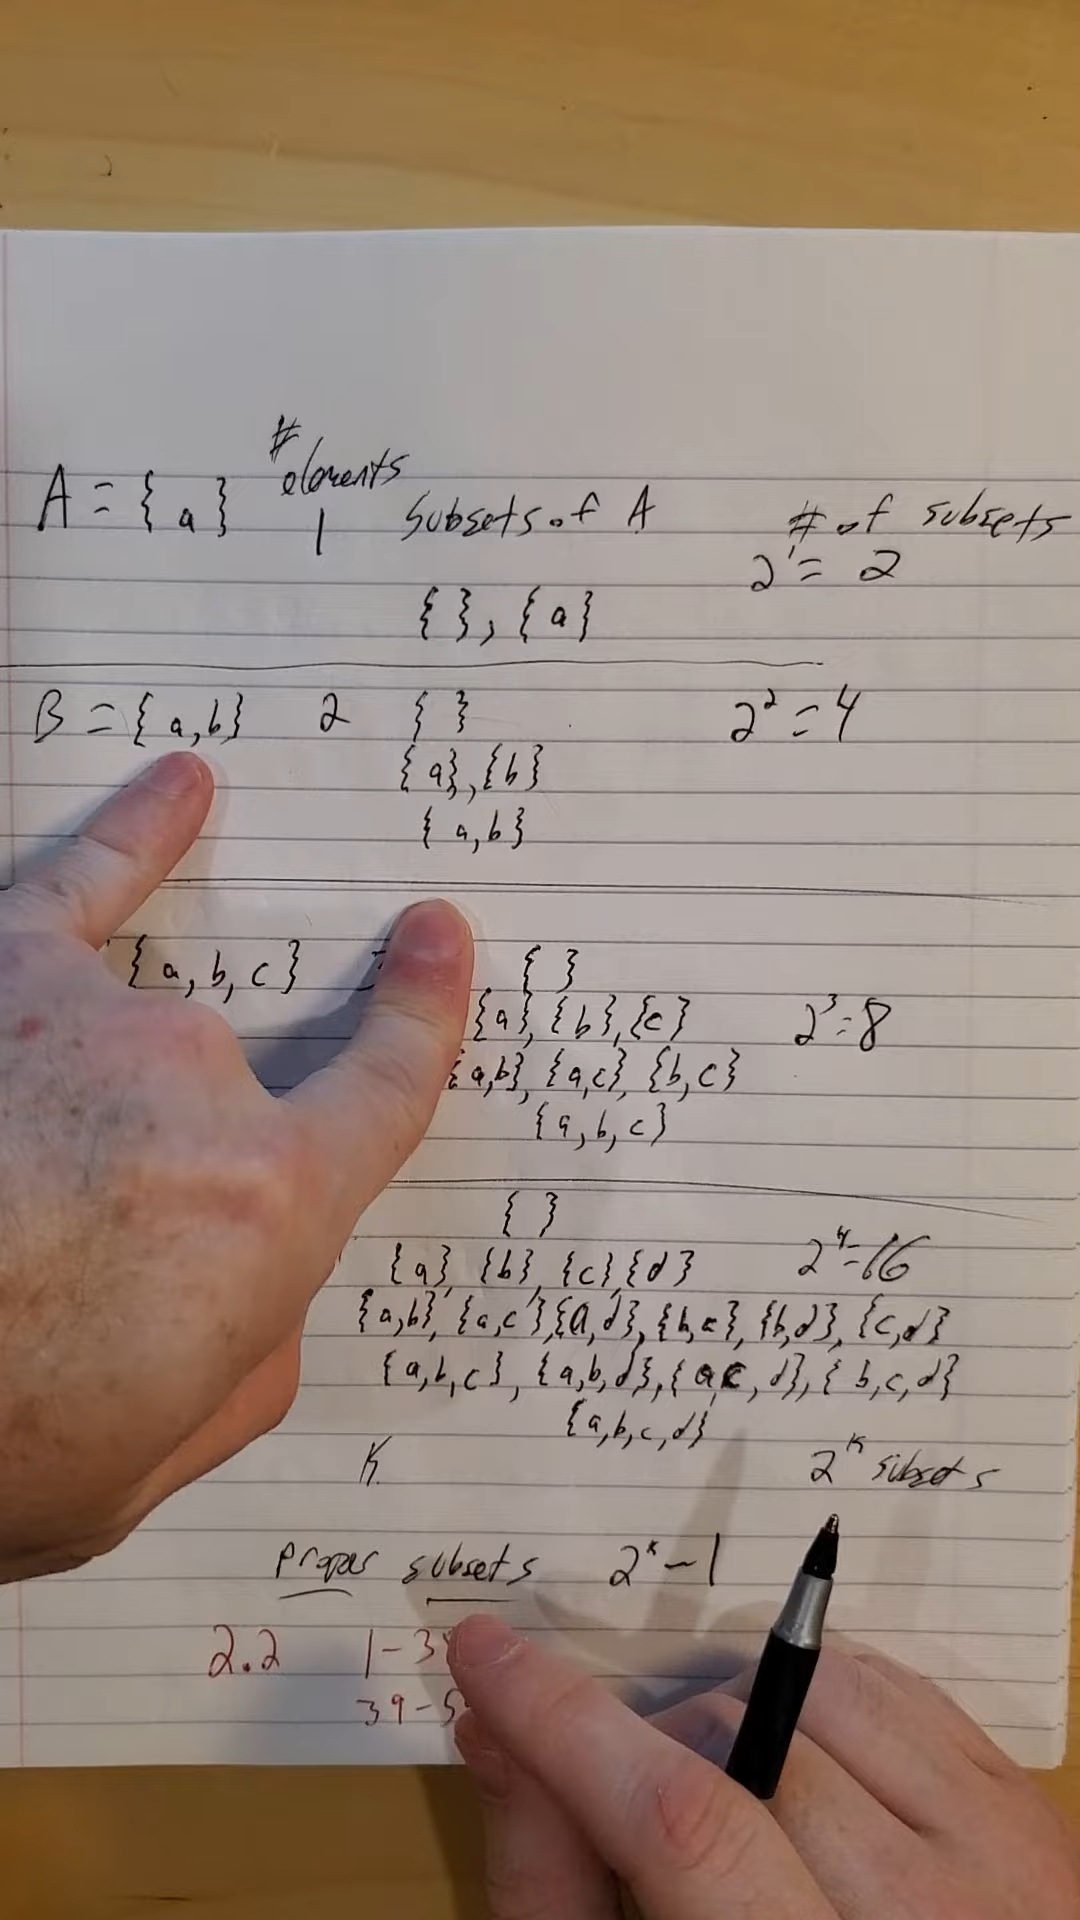 #
elements
A = { a } 1 subsets of A # of subsets
2¹ = 2
{ }, { a }
B = { a, b } 2 { } 2² = 4
{ a }, { b }
{ a, b }
{ a, b, c } { }
{a}, {b}, {c} 2³ = 8
{a,b}, {a,c}, {b,c}
{a, b, c}
{ }
{a}, {b}, {c}, {d} 2⁴ = 16
{a,b}, {a,c}, {a,d}, {b,c}, {b,d}, {c,d}
{a,b,c}, {a,b,d}, {a,c,d}, {b,c,d}
{a,b,c,d}
K 2ᴷ subsets
Proper subsets 2ᴷ – 1
2.2 1 – 3
39 – 5